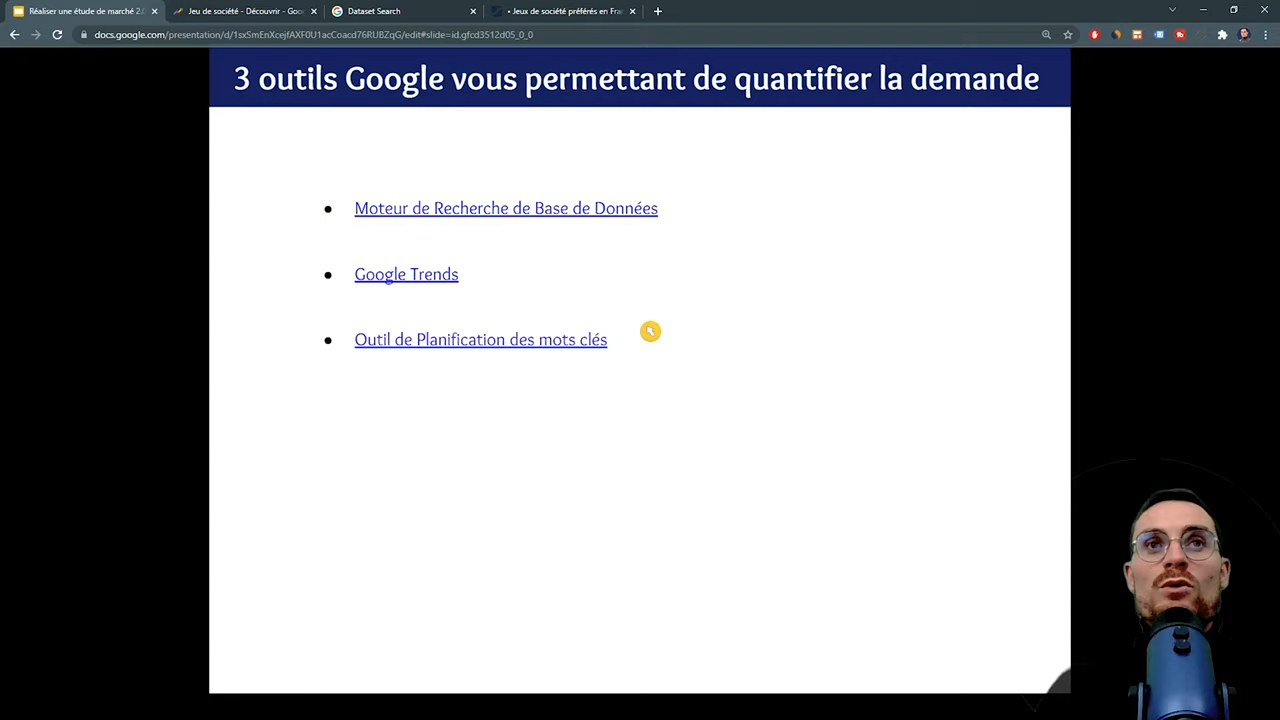 Réaliser une étude de marché 2.0
Jeu de société - Découvrir - Goo
Dataset Search
• Jeux de société préférés en Fra
docs.google.com/presentation/d/1sxSmEnXcejfAXF0U1acCoacd76RUBZqG/edit#slide=id.gfcd3512d05_0_0
3 outils Google vous permettant de quantifier la demande
• Moteur de Recherche de Base de Données
• Google Trends
• Outil de Planification des mots clés